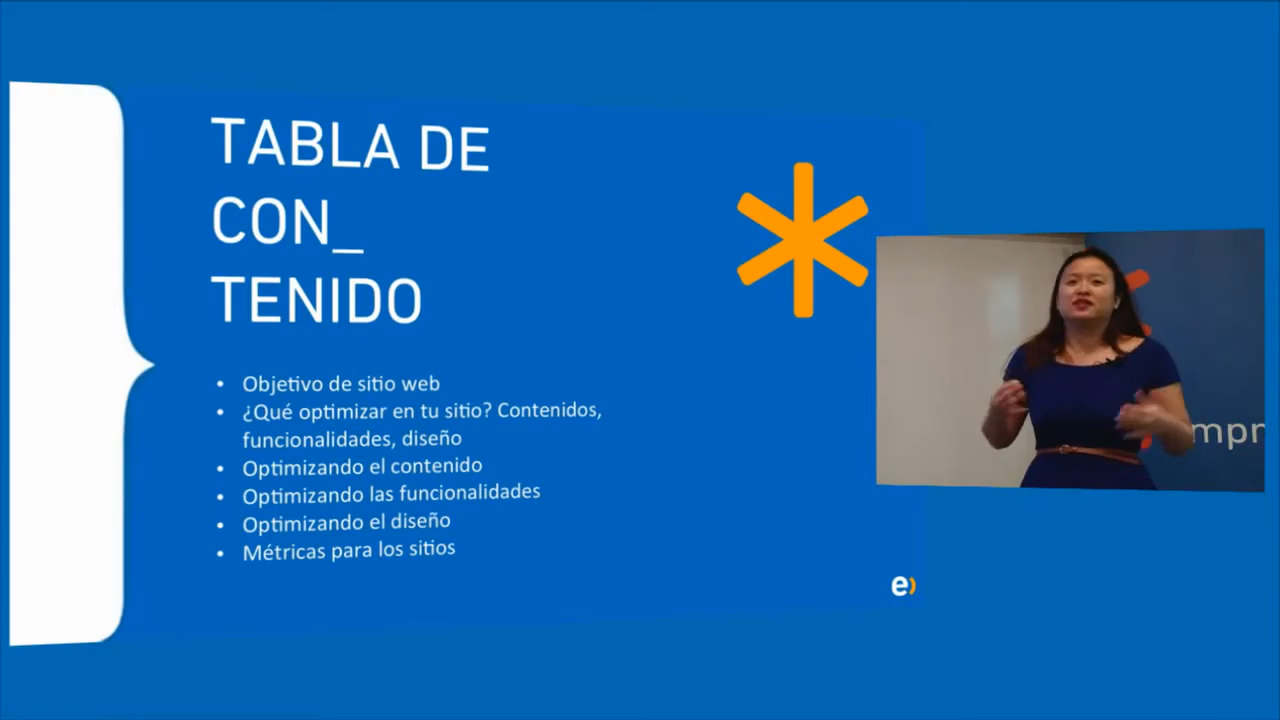 TABLA DE
CON_
TENIDO
• Objetivo de sitio web
• ¿Qué optimizar en tu sitio? Contenidos,
funcionalidades, diseño
• Optimizando el contenido
• Optimizando las funcionalidades
• Optimizando el diseño
• Métricas para los sitios
e)
mpr